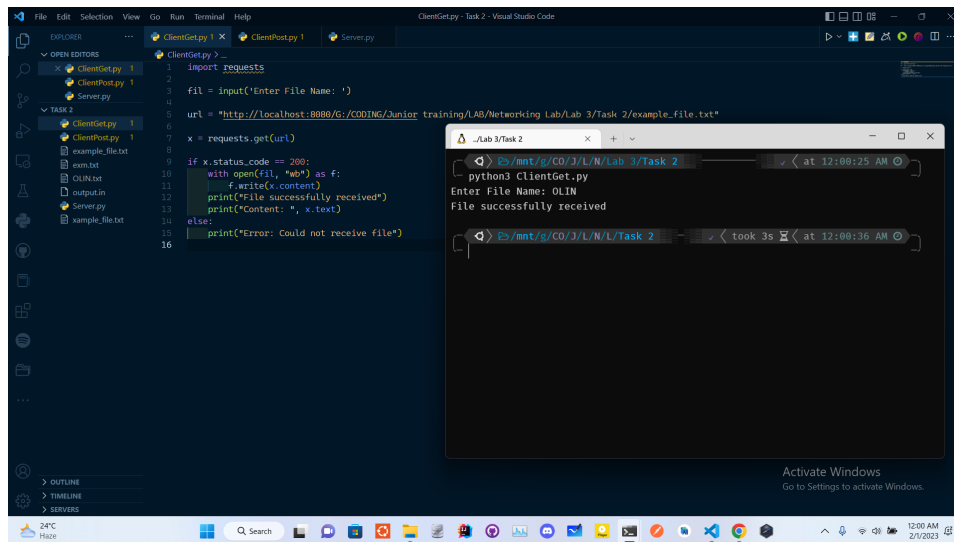 File Edit Selection View Go Run Terminal Help
ClientGet.py - Task 2 - Visual Studio Code
EXPLORER
ClientGet.py 1
ClientPost.py 1
Server.py
OPEN EDITORS
ClientGet.py 1
ClientPost.py 1
Server.py
TASK 2
ClientGet.py 1
ClientPost.py 1
example_file.txt
exm.txt
OLIN.txt
output.in
Server.py
xample_file.txt
OUTLINE
TIMELINE
SERVERS
ClientGet.py > ...
1 import requests
2
3 fil = input('Enter File Name: ')
4
5 url = "http://localhost:8080/G:/CODING/Junior training/LAB/Networking Lab/Lab 3/Task 2/example_file.txt"
6
7 x = requests.get(url)
8
9 if x.status_code == 200:
10 with open(fil, "wb") as f:
11 f.write(x.content)
12 print("File successfully received")
13 print("Content: ", x.text)
14 else:
15 print("Error: Could not receive file")
16
../Lab 3/Task 2
/mnt/g/CO/J/L/N/Lab 3/Task 2 at 12:00:25 AM
python3 ClientGet.py
Enter File Name: OLIN
File successfully received
/mnt/g/CO/J/L/N/L/Task 2 took 3s at 12:00:36 AM
Activate Windows
Go to Settings to activate Windows.
24°C
Haze
Search
12:00 AM
2/1/2023